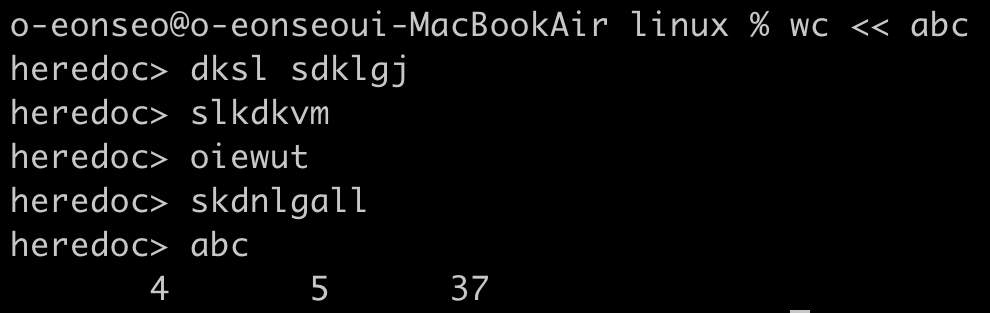 o-eonseo@o-eonseoui-MacBookAir linux % wc << abc
heredoc> dksl sdklgj
heredoc> slkdkvm
heredoc> oiewut
heredoc> skdnlgall
heredoc> abc
       4       5      37